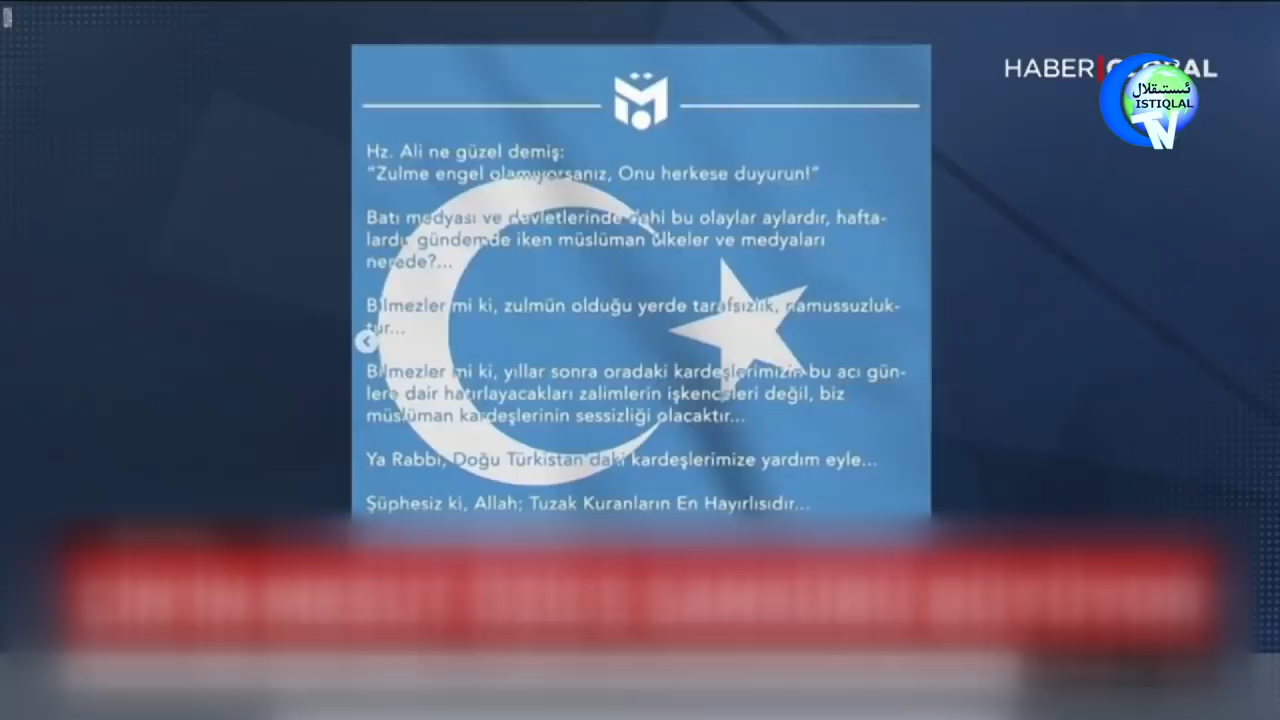 HABER GLOBAL
ئىستىقلال
ISTIQLAL
TV
Hz. Ali ne güzel demiş:
"Zulme engel olamıyorsanız, Onu herkese duyurun!"
Batı medyası ve devletlerinde dahi bu olaylar aylardır, hafta-
lardır gündemde iken müslüman ülkeler ve medyaları
nerede?...
Bilmezler mi ki, zulmün olduğu yerde tarafsızlık, namussuzluk-
tur...
Bilmezler mi ki, yıllar sonra oradaki kardeşlerimizin bu acı gün-
lere dair hatırlayacakları zalimlerin işkenceleri değil, biz
müslüman kardeşlerinin sessizliği olacaktır...
Ya Rabbi, Doğu Türkistan'daki kardeşlerimize yardım eyle...
Şüphesiz ki, Allah; Tuzak Kuranların En Hayırlısıdır...